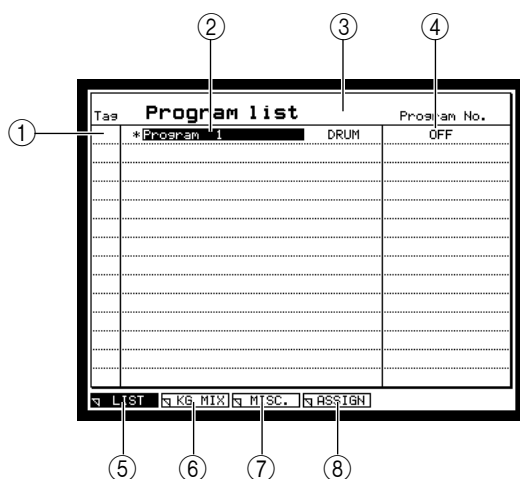 ② ③ ④
Tag Program list Program No.
①
*Program 1 DRUM OFF
LIST KG MIX MISC. ASSIGN
⑤ ⑥ ⑦ ⑧